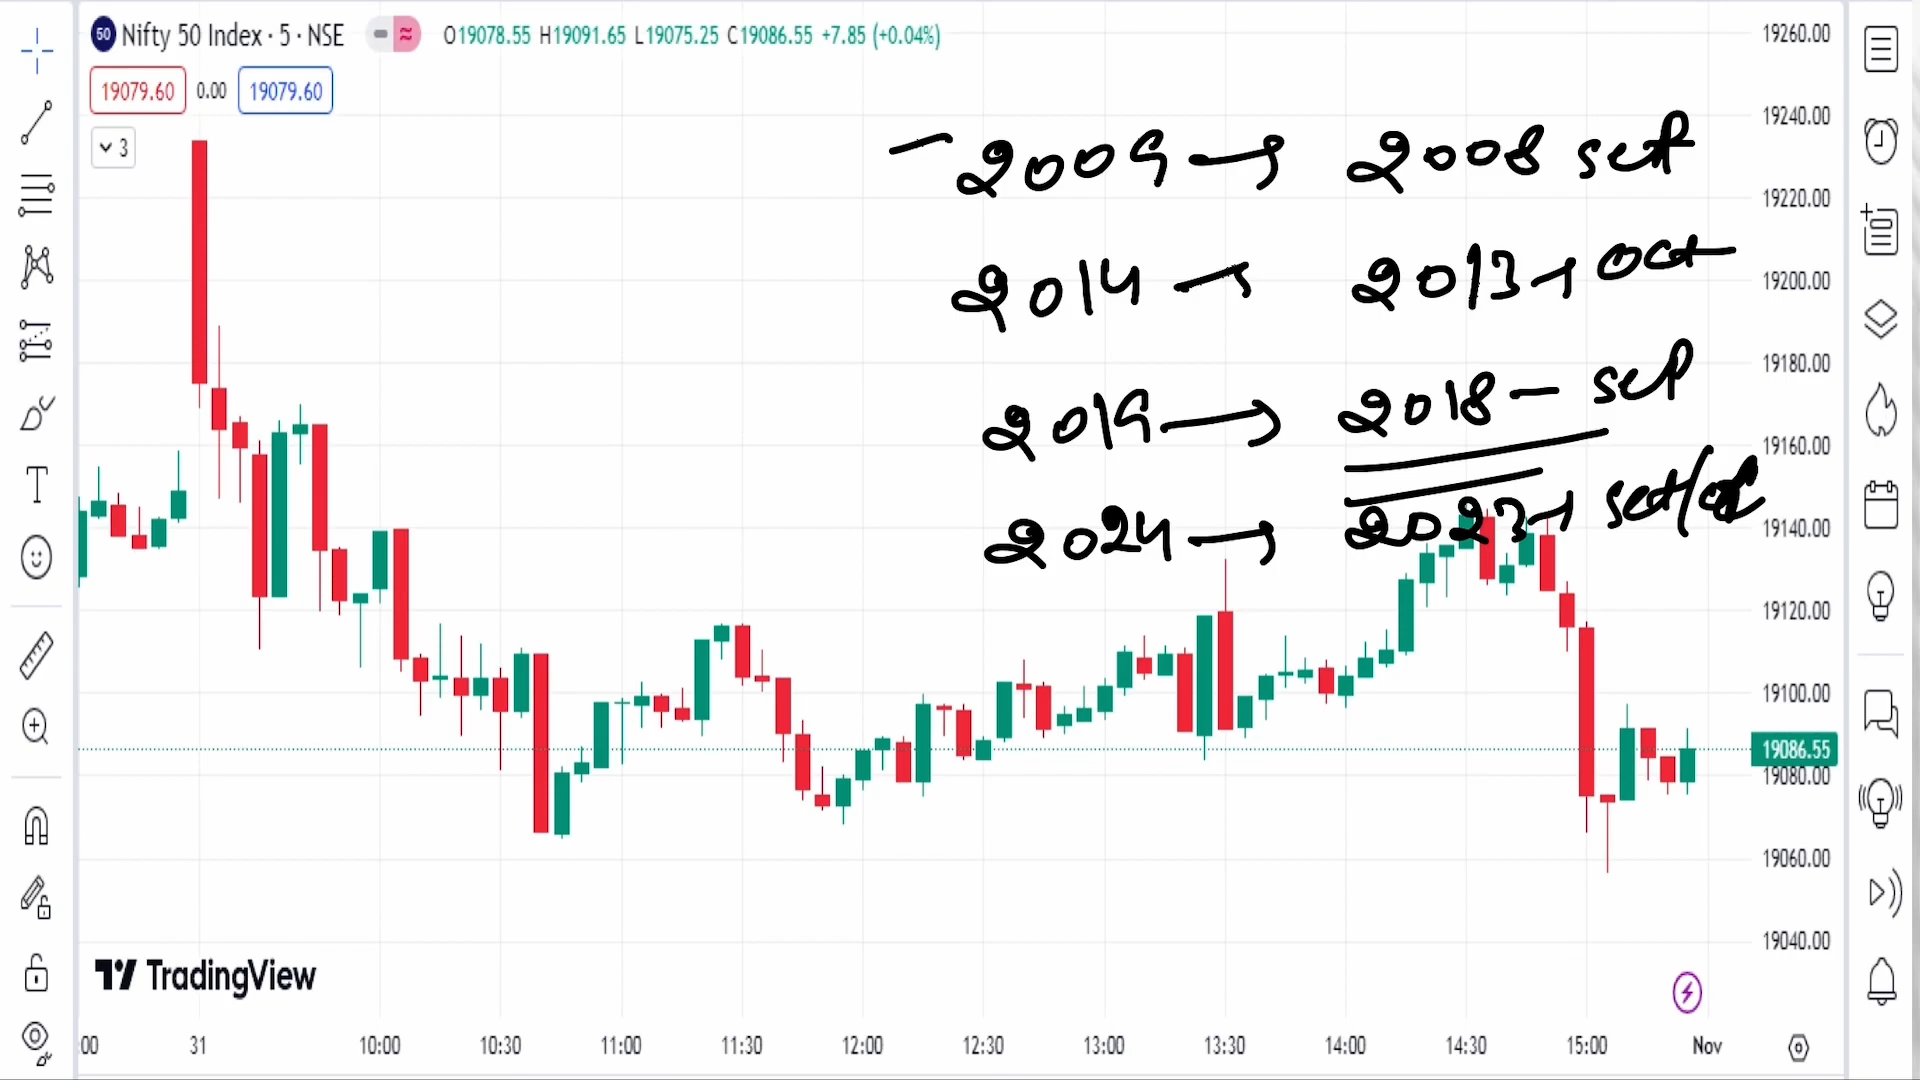 50 Nifty 50 Index · 5 · NSE O19078.55 H19091.65 L19075.25 C19086.55 +7.85 (+0.04%)
19079.60 0.00 19079.60
3
2009 → 2008 sep
2014 → 2013 → oct
2019 → 2018 — sep
2024 → 2023 →
19260.00
19240.00
19220.00
19200.00
19180.00
19160.00
19140.00
19120.00
19100.00
19086.55
19080.00
19060.00
19040.00
TradingView
:00 31 10:00 10:30 11:00 11:30 12:00 12:30 13:00 13:30 14:00 14:30 15:00 Nov